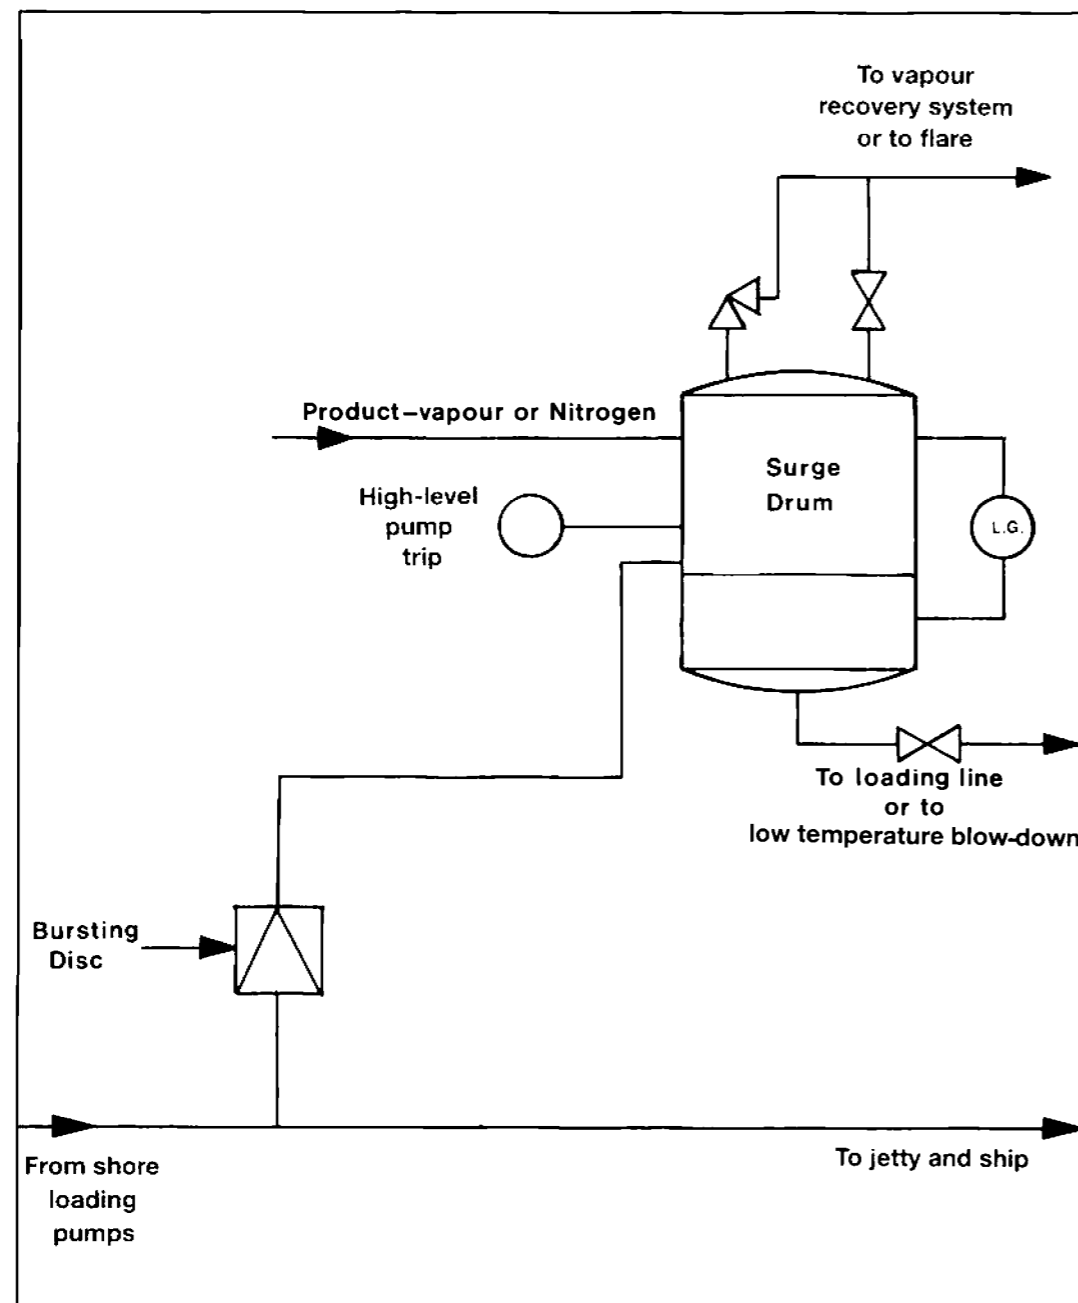 To vapour
recovery system
or to flare
Product–vapour or Nitrogen
Surge
Drum
High-level
pump
trip
L.G.
To loading line
or to
low temperature blow-down
Bursting
Disc
From shore
loading
pumps
To jetty and ship